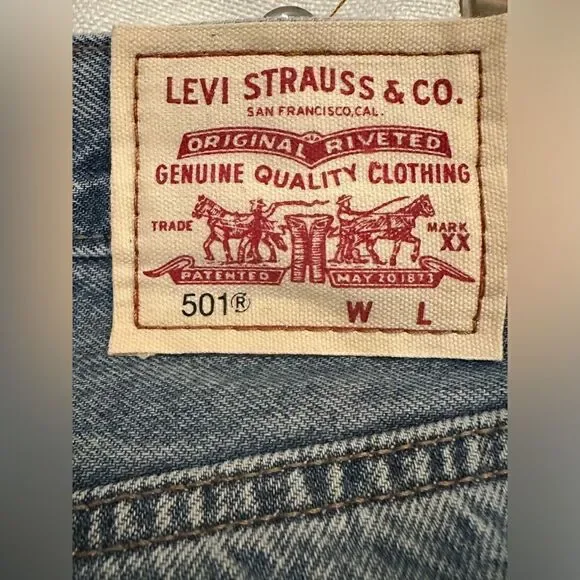 LEVI STRAUSS & CO.
SAN FRANCISCO, CAL.
ORIGINAL RIVETED
GENUINE QUALITY CLOTHING
TRADE MARK
XX
PATENTED MAY 20 1873
501® W L